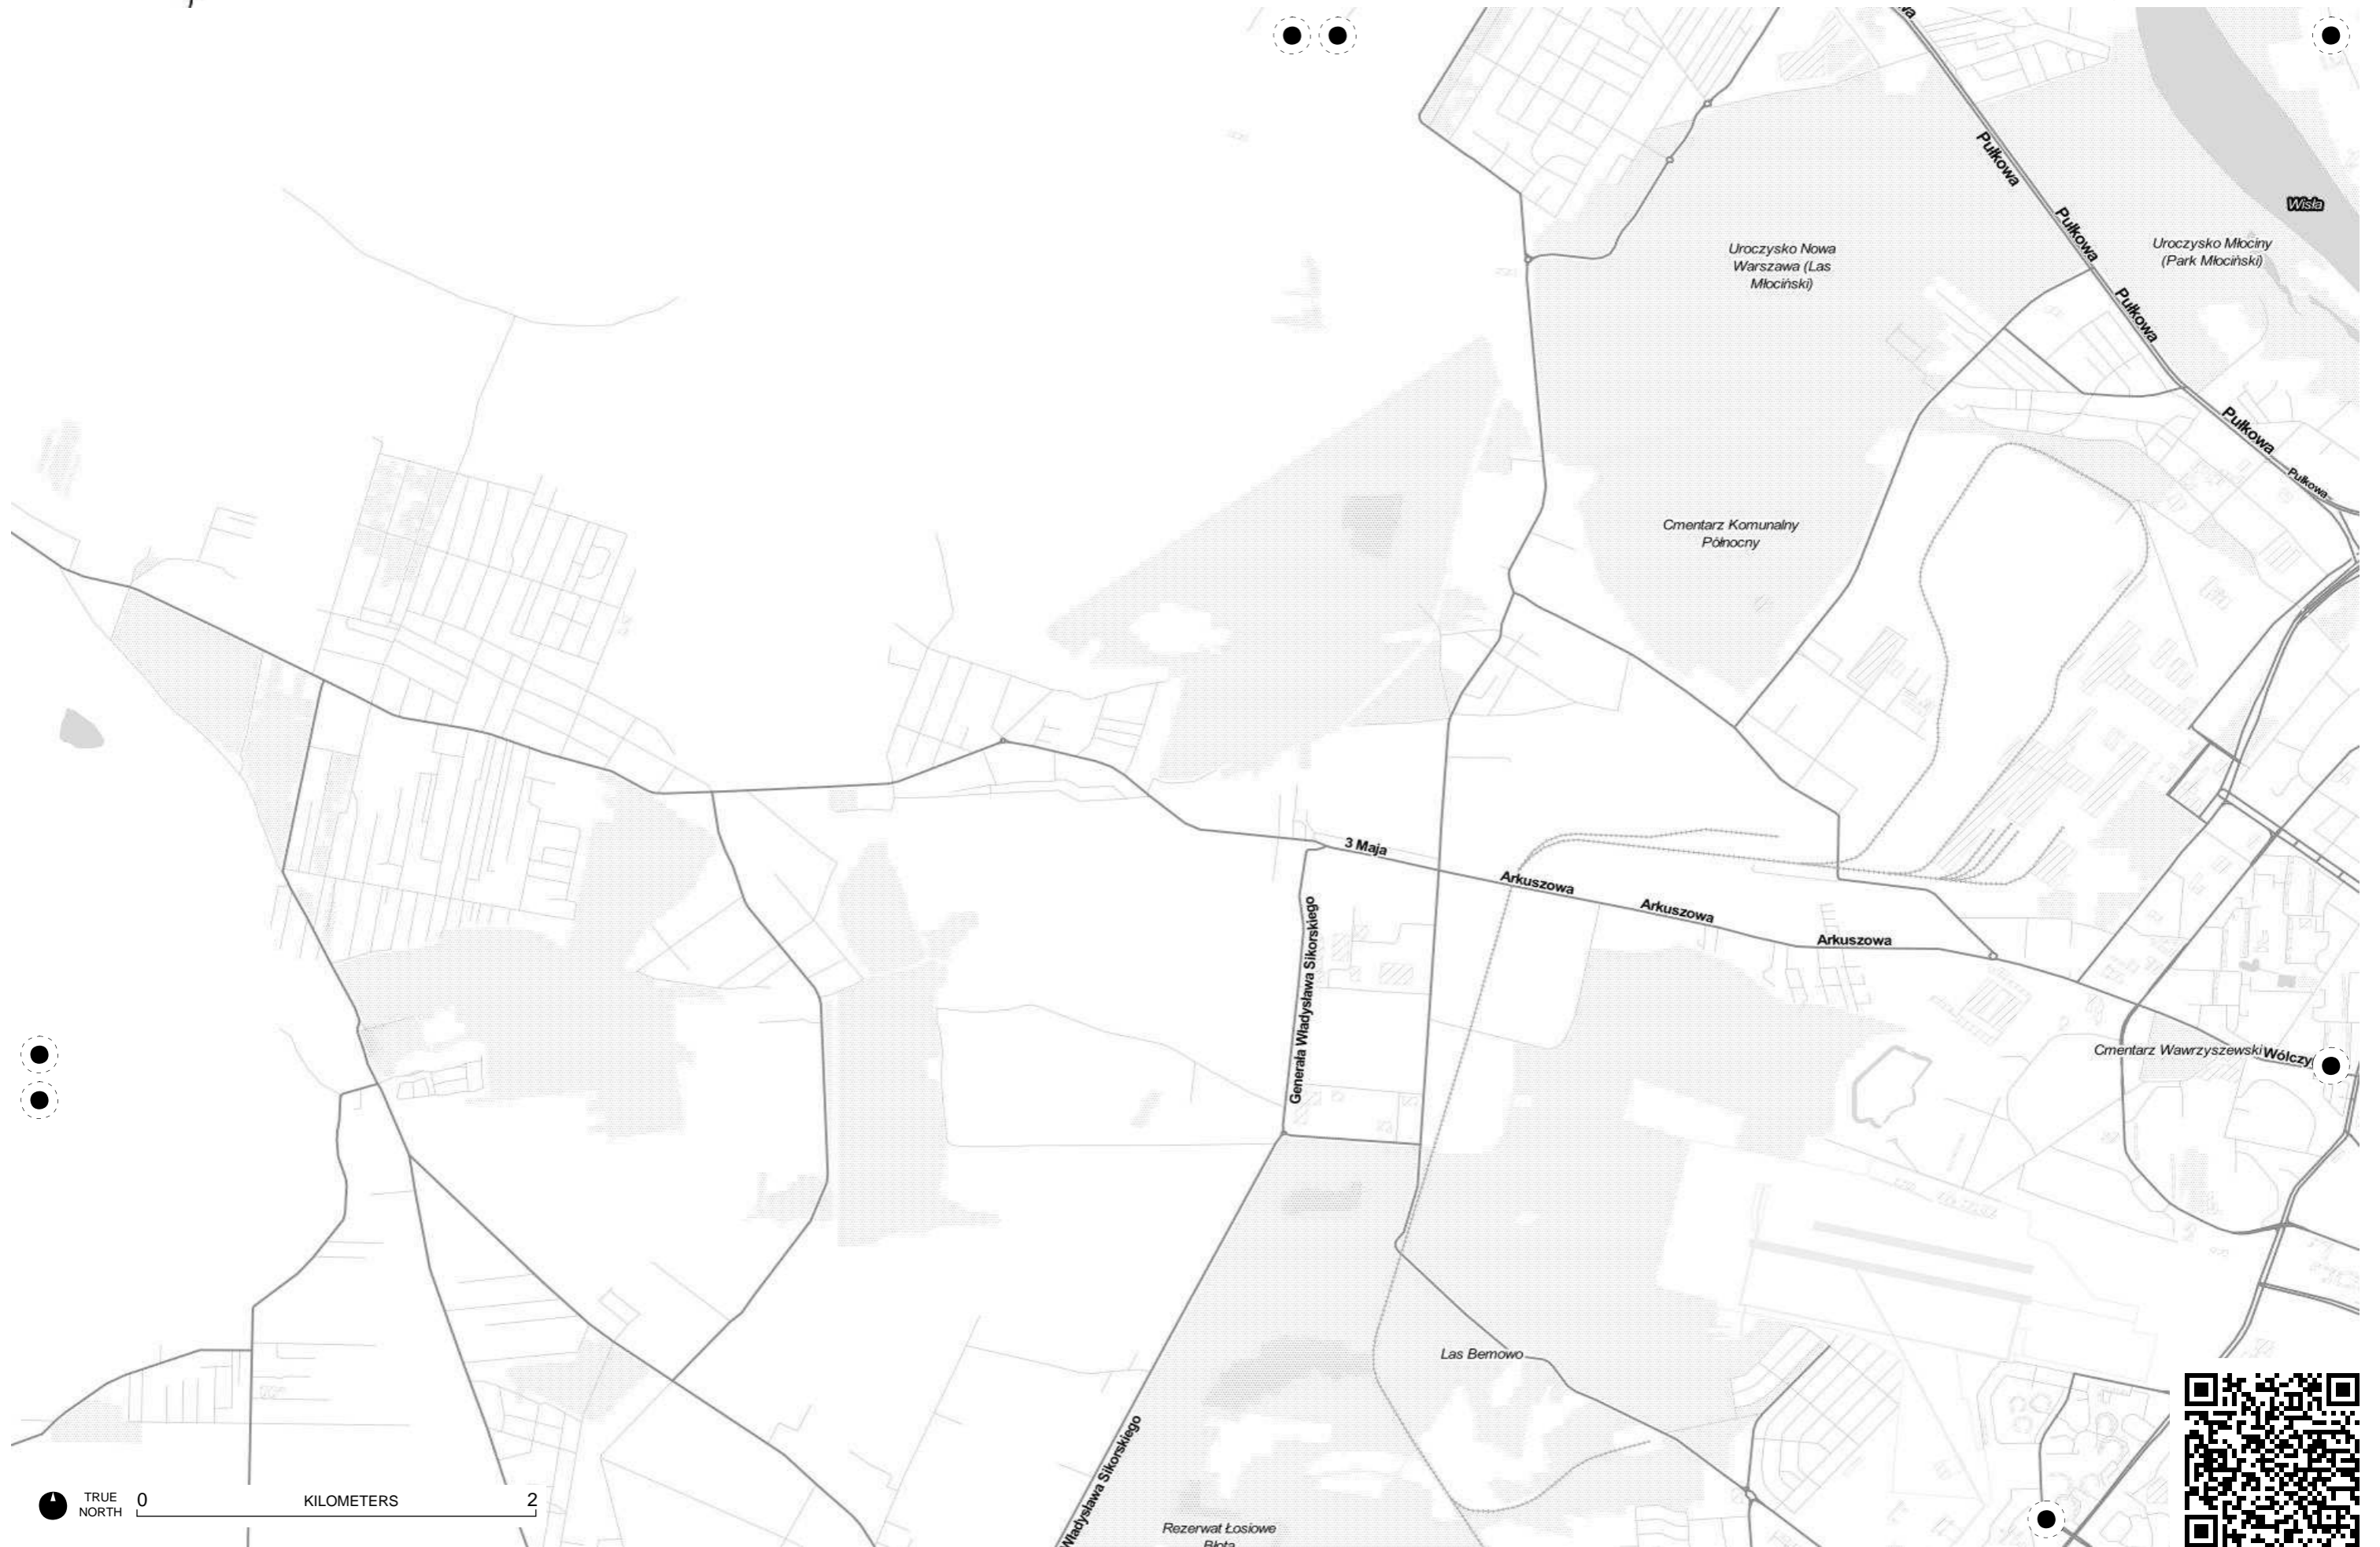 Pułkowa
Pułkowa
Wisła
Uroczysko Młociny
(Park Młociński)
Uroczysko Nowa
Warszawa (Las
Młociński)
Pułkowa
Pułkowa
Pułkowa
Cmentarz Komunalny
Północny
3 Maja
Arkuszowa
Arkuszowa
Arkuszowa
Generała Władysława Sikorskiego
Cmentarz Wawrzyszewski
Las Bemowo
Władysława Sikorskiego
Rezerwat Łosiowe
Błota
TRUE
NORTH
0 KILOMETERS 2